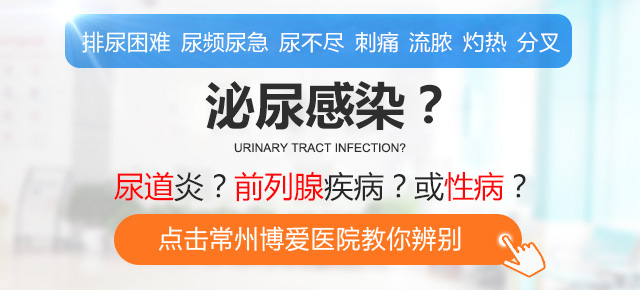 排尿困难 尿频尿急 尿不尽 刺痛 流脓 灼热 分叉
泌尿感染？
URINARY TRACT INFECTION?
尿道炎？前列腺疾病？或性病？
点击常州博爱医院教你辨别